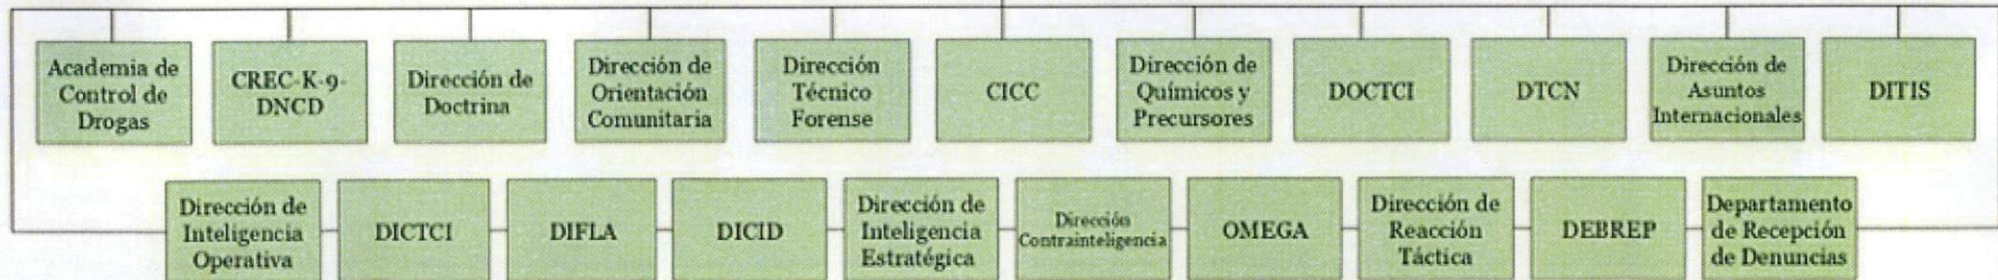 Academia de
Control de
Drogas
CREC-K-9-
DNCD
Dirección de
Doctrina
Dirección de
Orientación
Comunitaria
Dirección
Técnico
Forense
CICC
Dirección de
Químicos y
Precursores
DOCTCI
DTCN
Dirección de
Asuntos
Internacionales
DITIS
Dirección de
Inteligencia
Operativa
DICTCI
DIFLA
DICID
Dirección de
Inteligencia
Estratégica
Dirección
Contrainteligencia
OMEGA
Dirección de
Reacción
Táctica
DEBREP
Departamento
de Recepción
de Denuncias